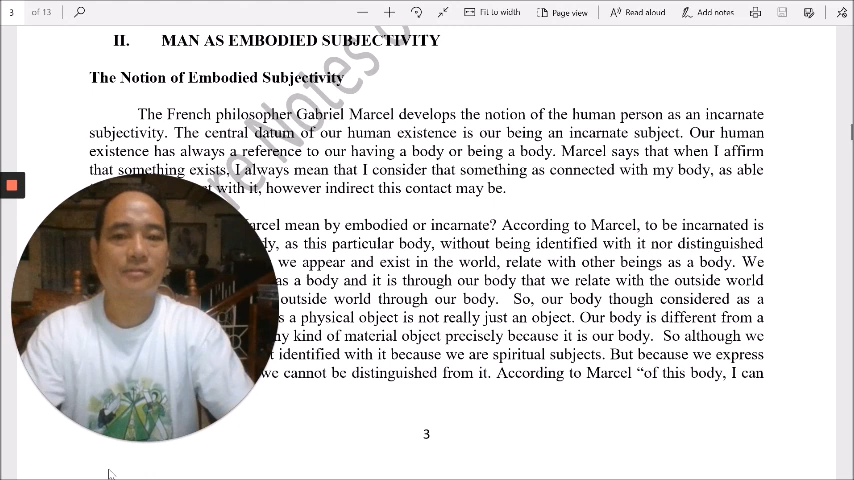 3 of 13 Fit to width Page view Read aloud Add notes
II. MAN AS EMBODIED SUBJECTIVITY
The Notion of Embodied Subjectivity
The French philosopher Gabriel Marcel develops the notion of the human person as an incarnate
subjectivity. The central datum of our human existence is our being an incarnate subject. Our human
existence has always a reference to our having a body or being a body. Marcel says that when I affirm
that something exists, I always mean that I consider that something as connected with my body, as able
with it, however indirect this contact may be.
mean by embodied or incarnate? According to Marcel, to be incarnated is
as this particular body, without being identified with it nor distinguished
we appear and exist in the world, relate with other beings as a body. We
as a body and it is through our body that we relate with the outside world
outside world through our body. So, our body though considered as a
a physical object is not really just an object. Our body is different from a
kind of material object precisely because it is our body. So although we
identified with it because we are spiritual subjects. But because we express
we cannot be distinguished from it. According to Marcel “of this body, I can
3
re Notes